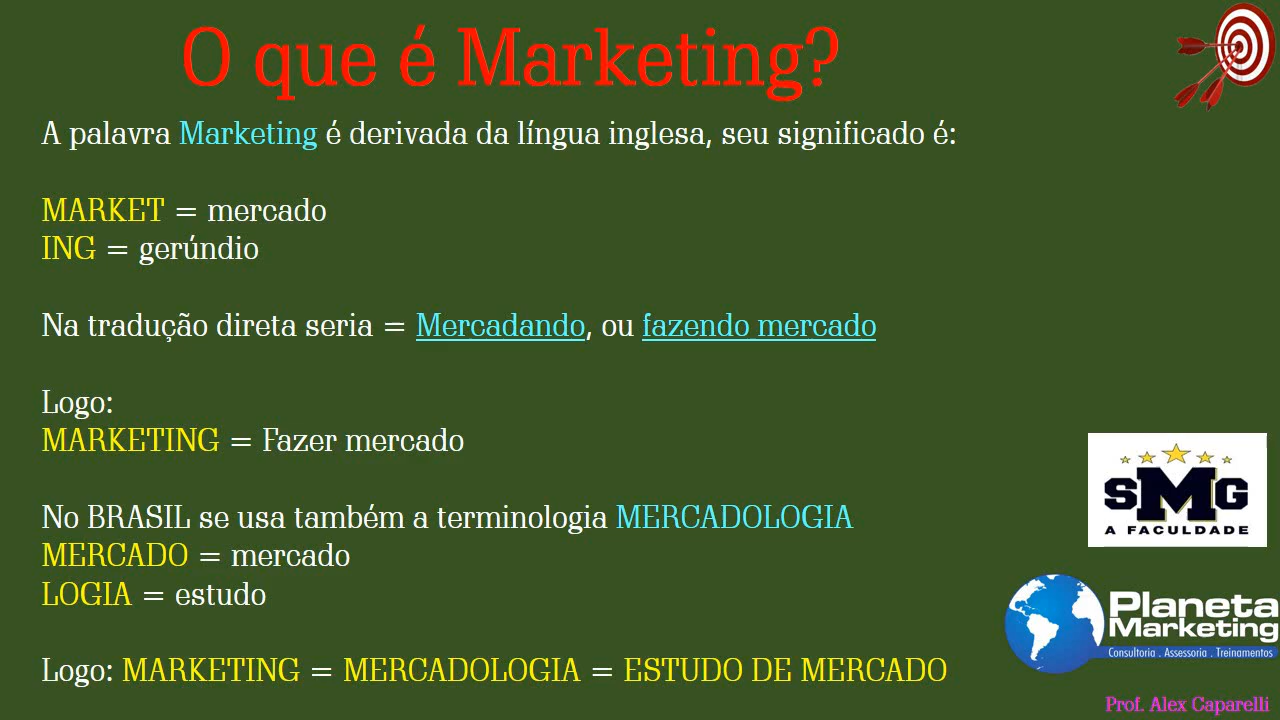 O que é Marketing?
A palavra Marketing é derivada da língua inglesa, seu significado é:
MARKET = mercado
ING = gerúndio
Na tradução direta seria = Mercadando, ou fazendo mercado
Logo:
MARKETING = Fazer mercado
No BRASIL se usa também a terminologia MERCADOLOGIA
MERCADO = mercado
LOGIA = estudo
Logo: MARKETING = MERCADOLOGIA = ESTUDO DE MERCADO
SMG
A FACULDADE
Planeta
Marketing
Consultoria . Assessoria . Treinamentos
Prof. Alex Caparelli